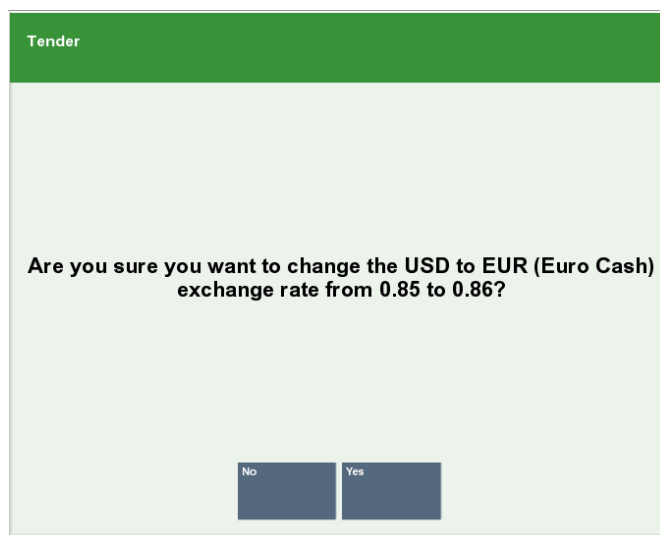 Tender
Are you sure you want to change the USD to EUR (Euro Cash)
exchange rate from 0.85 to 0.86?
No
Yes